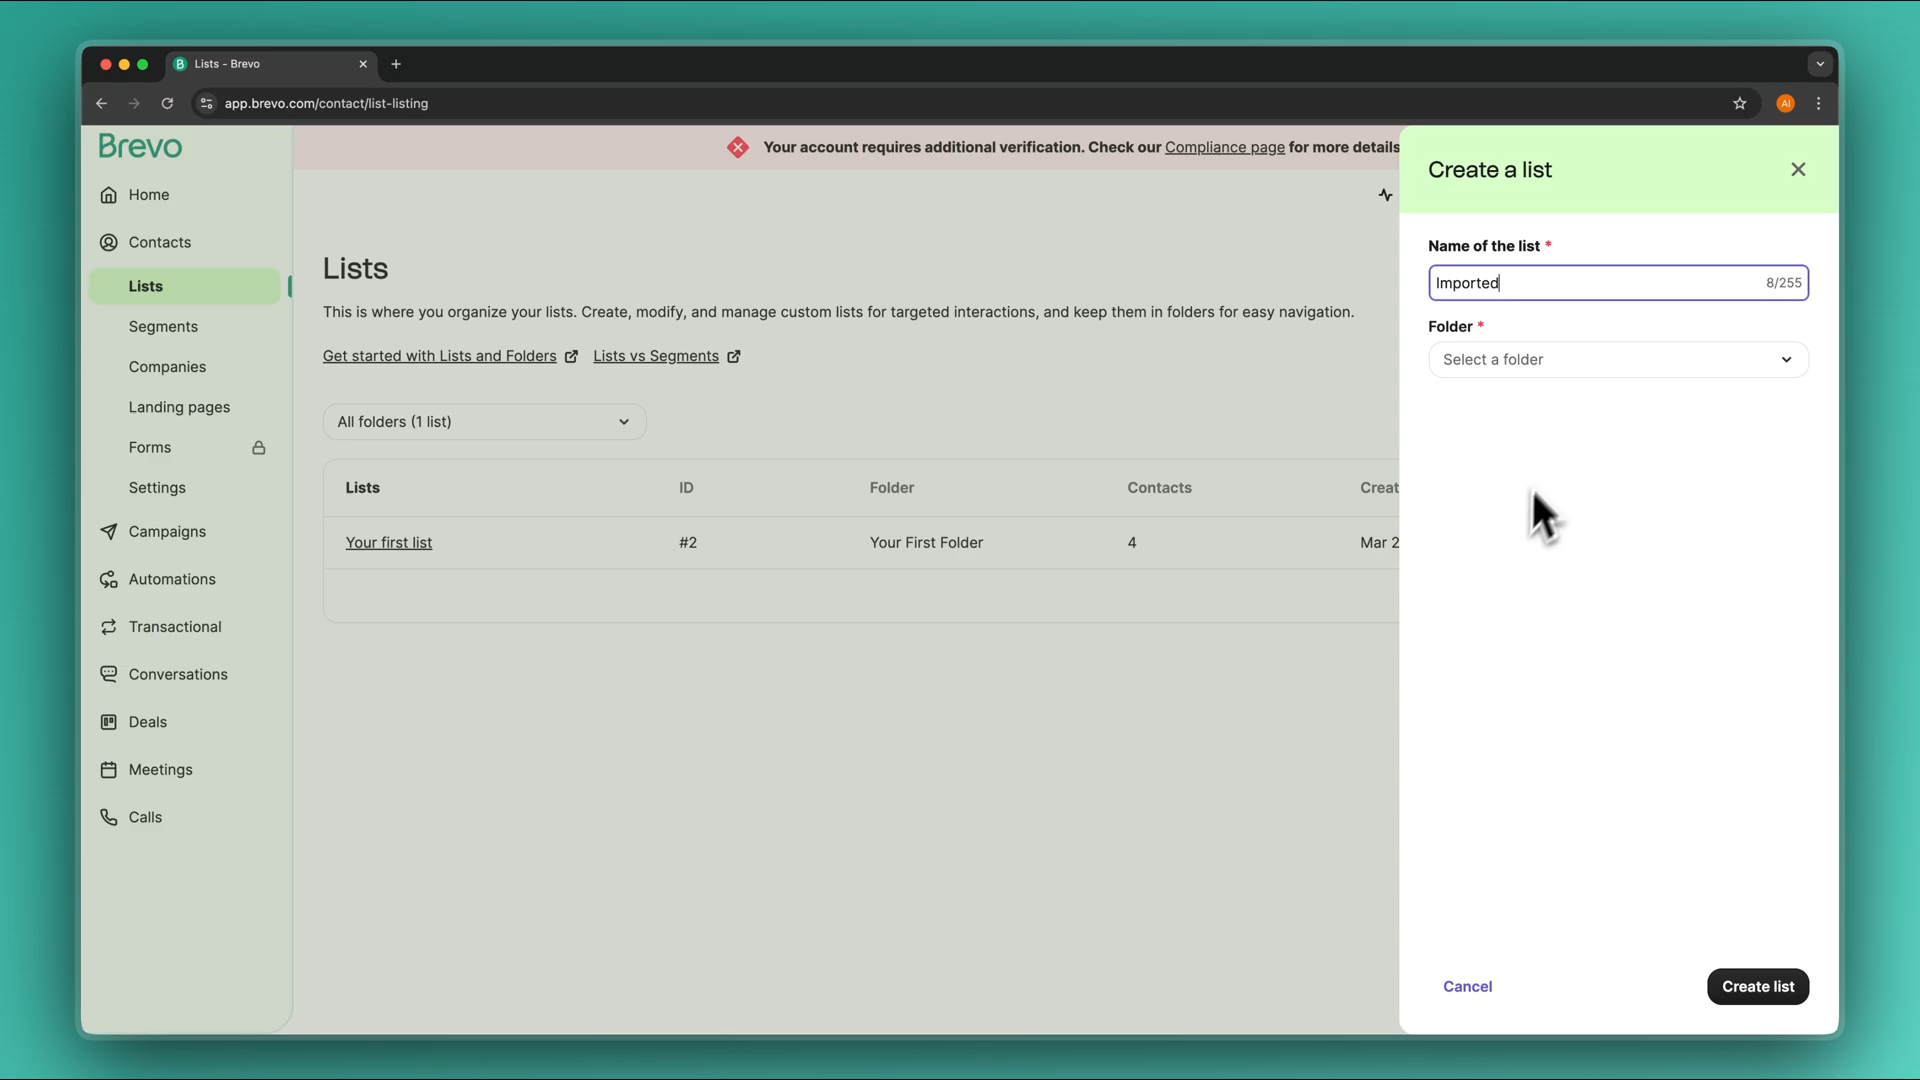 Lists - Brevo
app.brevo.com/contact/list-listing
AI
Brevo
Home
Contacts
Lists
Segments
Companies
Landing pages
Forms
Settings
Campaigns
Automations
Transactional
Conversations
Deals
Meetings
Calls
Your account requires additional verification. Check our Compliance page for more details
Lists
This is where you organize your lists. Create, modify, and manage custom lists for targeted interactions, and keep them in folders for easy navigation.
Get started with Lists and Folders Lists vs Segments
All folders (1 list)
Lists ID Folder Contacts Creat
Your first list #2 Your First Folder 4 Mar 2
Create a list
Name of the list *
Imported 8/255
Folder *
Select a folder
Cancel Create list